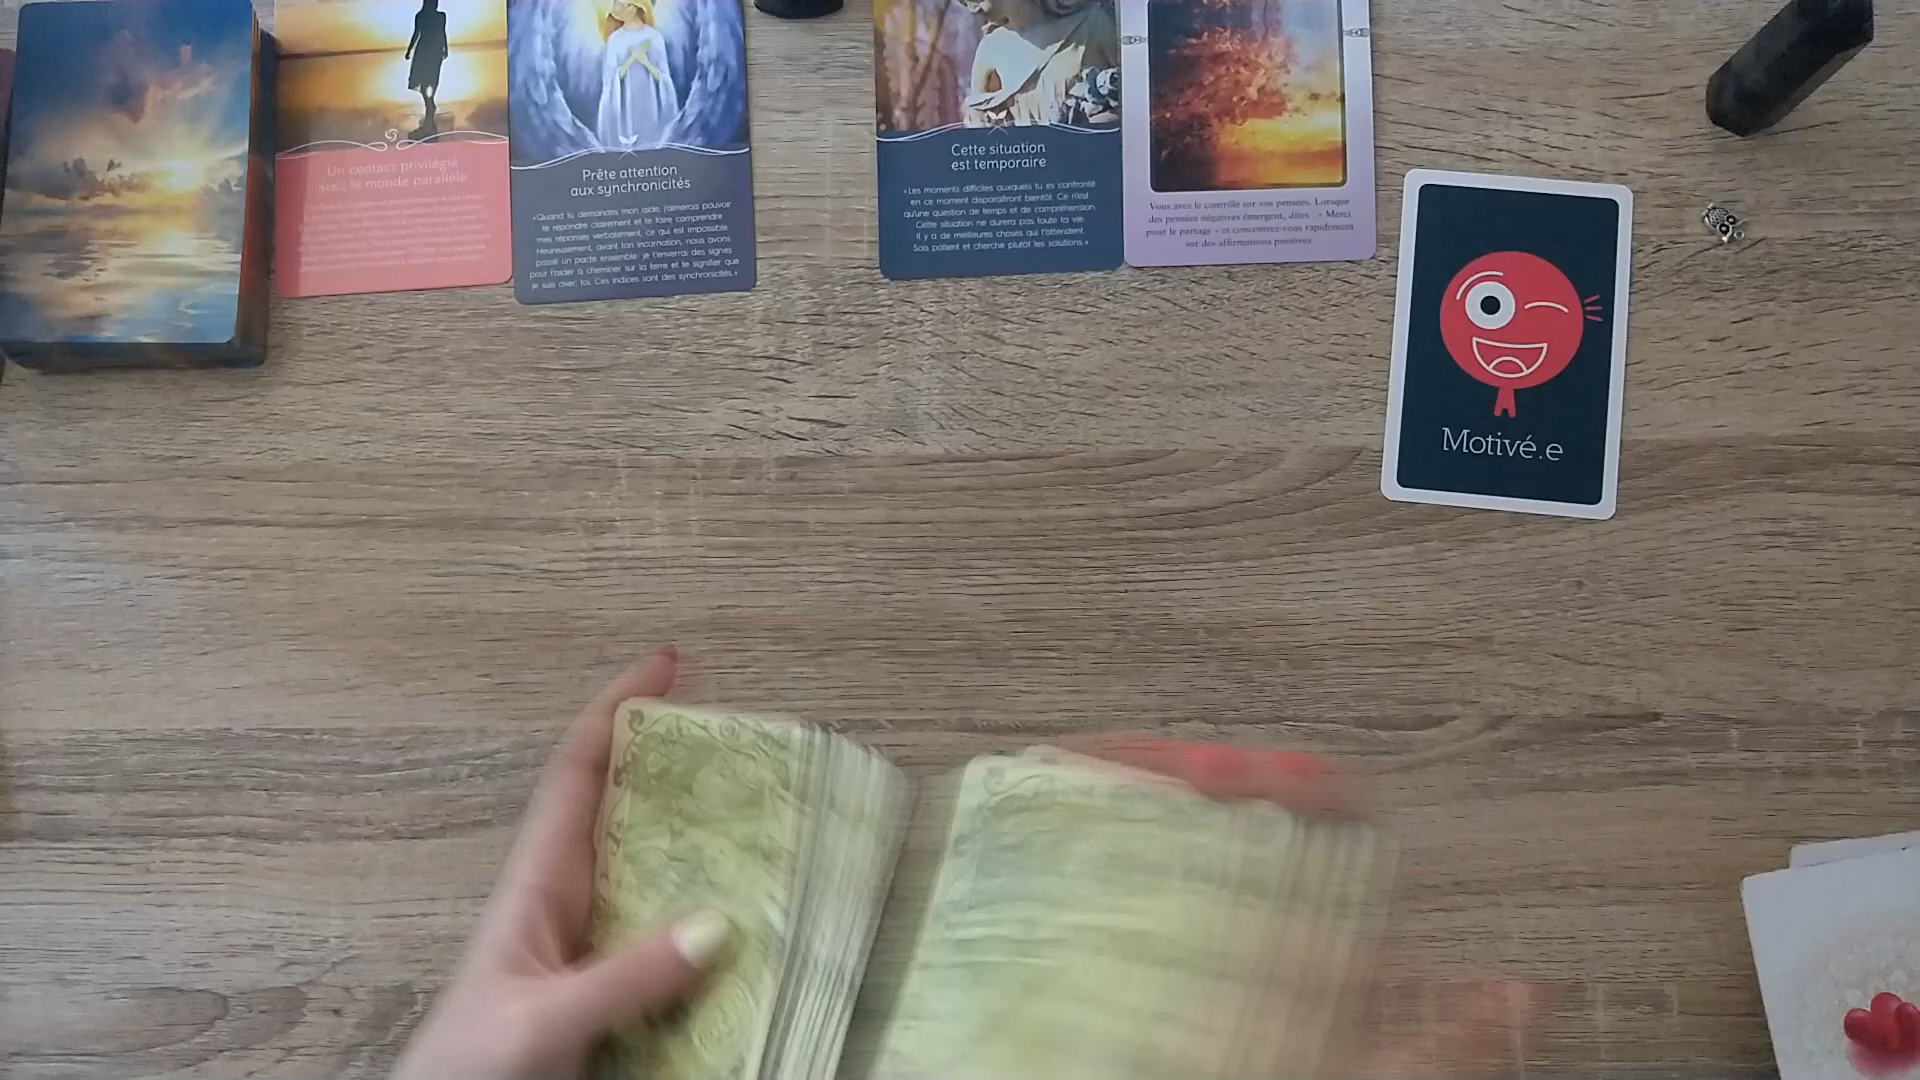 Un contact privilégié
avec le monde parallèle
Prête attention
aux synchronicités
«Quand tu demandes mon aide, j'aimerais pouvoir
te répondre clairement et te faire comprendre
mes réponses verbalement, ce qui est impossible.
Heureusement, avant ton incarnation, nous avons
passé un pacte ensemble : je t'enverrai des signes
pour t'aider à cheminer sur la terre et te signifier que
je suis avec toi. Ces indices sont des synchronicités.»
Cette situation
est temporaire
«Les moments difficiles auxquels tu es confronté
en ce moment disparaîtront bientôt. Ce n'est
qu'une question de temps et de compréhension.
Cette situation ne durera pas toute ta vie.
Il y a de meilleures choses qui t'attendent.
Sois patient et cherche plutôt les solutions.»
Vous avez le contrôle sur vos pensées. Lorsque
des pensées négatives émergent, dites : « Merci
pour le partage » et concentrez-vous rapidement
sur des affirmations positives.
Motivé.e